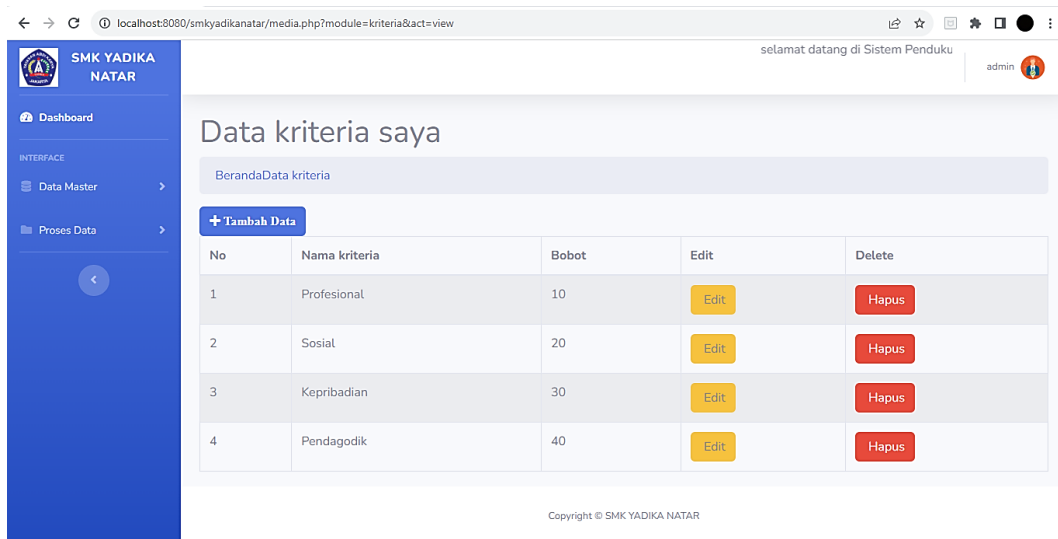 localhost:8080/smkyadikanatar/media.php?module=kriteria&act=view
SMK YADIKA
NATAR
selamat datang di Sistem Penduku
admin
Dashboard
INTERFACE
Data Master
Proses Data
Data kriteria saya
BerandaData kriteria
Tambah Data
No Nama kriteria Bobot Edit Delete
1 Profesional 10 Edit Hapus
2 Sosial 20 Edit Hapus
3 Kepribadian 30 Edit Hapus
4 Pendagodik 40 Edit Hapus
Copyright © SMK YADIKA NATAR